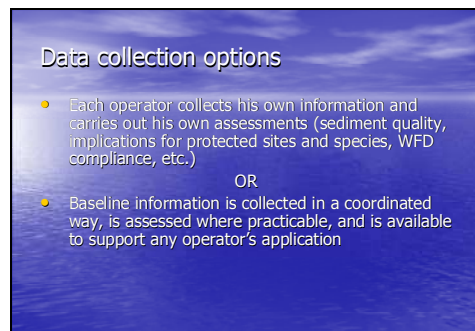 Data collection options
Each operator collects his own information and
carries out his own assessments (sediment quality,
implications for protected sites and species, WFD
compliance, etc.)
OR
Baseline information is collected in a coordinated
way, is assessed where practicable, and is available
to support any operator's application